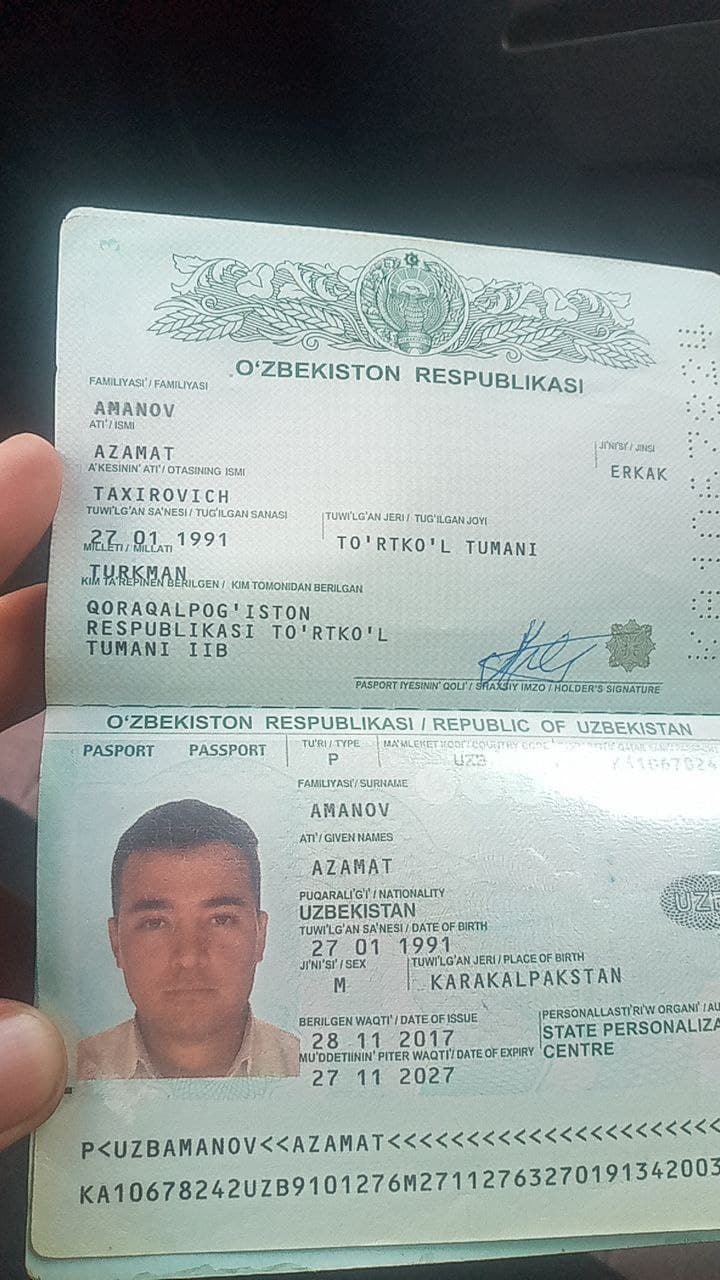 O'ZBEKISTON RESPUBLIKASI
FAMILIYASI' / FAMILIYASI
AMANOV
ATI' / ISMI
AZAMAT
JI'NI'SI' / JINSI
ERKAK
A'KESININ' ATI' / OTASINING ISMI
TAXIROVICH
TUWI'LG'AN SA'NESI / TUG'ILGAN SANASI
TUWI'LG'AN JERI / TUG'ILGAN JOYI
27 01 1991
TO'RTKO'L TUMANI
MILLETI / MILLATI
TURKMAN
KIM TA'REPINEN BERILGEN / KIM TOMONIDAN BERILGAN
QORAQALPOG'ISTON
RESPUBLIKASI TO'RTKO'L
TUMANI IIB
PASPORT IYESININ' QOLI' / SHAXSIY IMZO / HOLDER'S SIGNATURE
O'ZBEKISTON RESPUBLIKASI / REPUBLIC OF UZBEKISTAN
PASPORT PASSPORT
TU'RI / TYPE
MA'MLEKET KODI' / COUNTRY CODE
P
UZB
FAMILIYASI' / SURNAME
AMANOV
ATI' / GIVEN NAMES
AZAMAT
PUQARALI'G'I' / NATIONALITY
UZBEKISTAN
TUWI'LG'AN SA'NESI / DATE OF BIRTH
27 01 1991
JI'NI'SI' / SEX
TUWI'LG'AN JERI / PLACE OF BIRTH
M
KARAKALPAKSTAN
BERILGEN WAQTI' / DATE OF ISSUE
PERSONALLASTI'RI'W ORGANI' / AU
28 11 2017
STATE PERSONALIZA
MU'DDETIININ' PITER WAQTI' / DATE OF EXPIRY
CENTRE
27 11 2027
UZB
P<UZBAMANOV<<AZAMAT<<<<<<<<<<<<<<<<<<<<<<
KA10678242UZB9101276M27112763270191342003